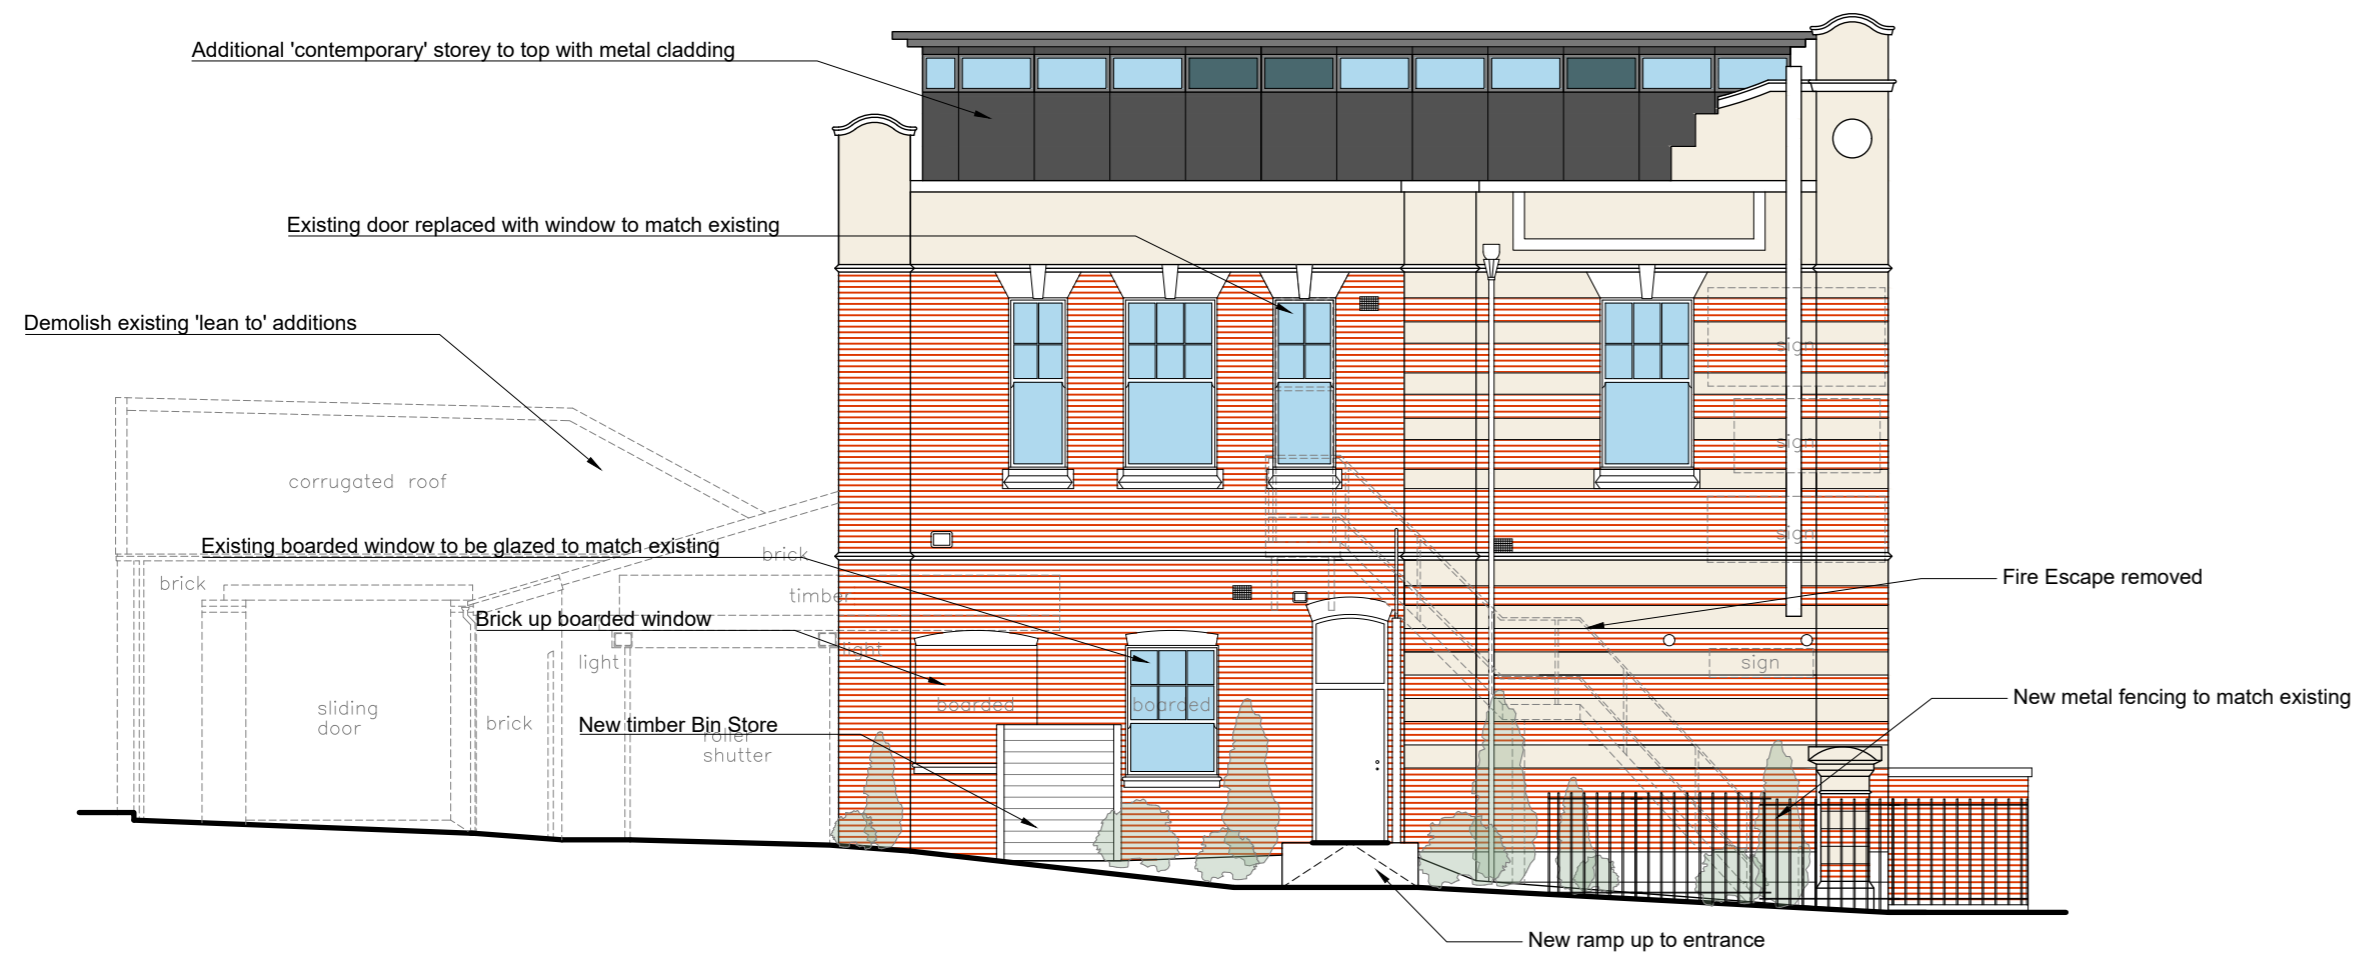 Additional 'contemporary' storey to top with metal cladding
Existing door replaced with window to match existing
Demolish existing 'lean to' additions
sign
sign
corrugated roof
sign
Existing boarded window to be glazed to match existing
brick
brick
timber
Fire Escape removed
Brick up boarded window
light
light
sign
boarded
boarded
New metal fencing to match existing
sliding
door
brick
New timber Bin Store
roller
shutter
New ramp up to entrance